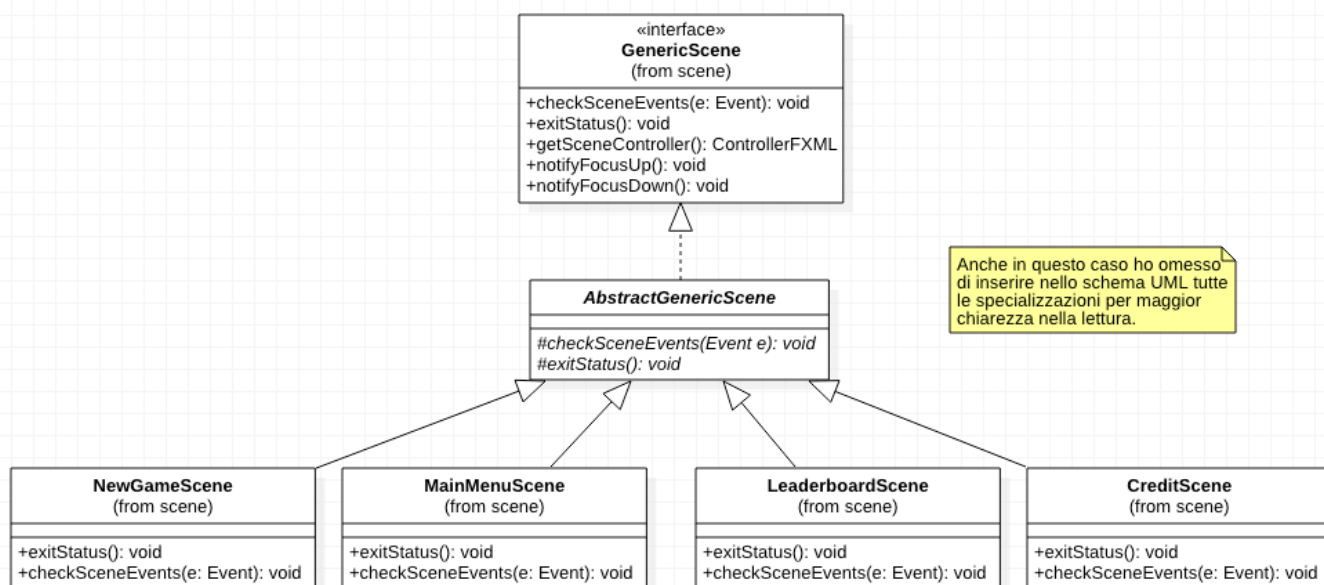 «interface»
GenericScene
(from scene)
+checkSceneEvents(e: Event): void
+exitStatus(): void
+getSceneController(): ControllerFXML
+notifyFocusUp(): void
+notifyFocusDown(): void
Anche in questo caso ho omesso
di inserire nello schema UML tutte
le specializzazioni per maggior
chiarezza nella lettura.
AbstractGenericScene
#checkSceneEvents(Event e): void
#exitStatus(): void
NewGameScene
(from scene)
+exitStatus(): void
+checkSceneEvents(e: Event): void
MainMenuScene
(from scene)
+exitStatus(): void
+checkSceneEvents(e: Event): void
LeaderboardScene
(from scene)
+exitStatus(): void
+checkSceneEvents(e: Event): void
CreditScene
(from scene)
+exitStatus(): void
+checkSceneEvents(e: Event): void